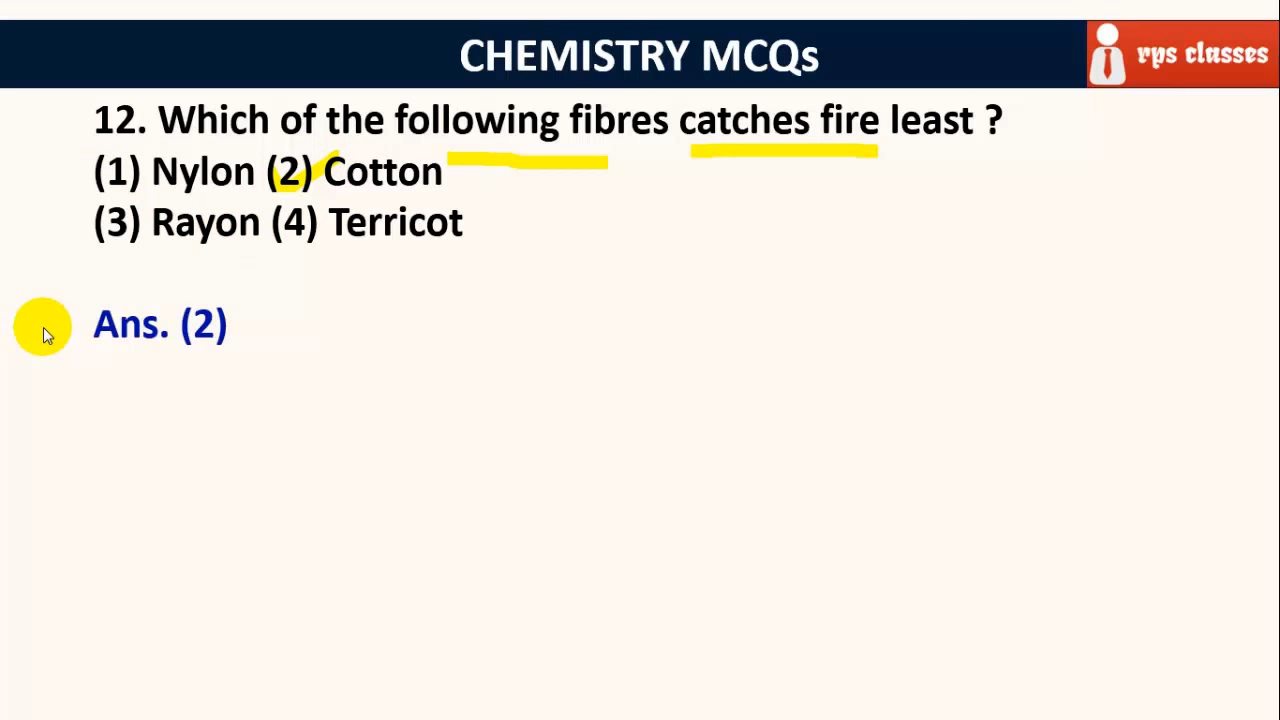 CHEMISTRY MCQs
rps classes
12. Which of the following fibres catches fire least ?
(1) Nylon (2) Cotton
(3) Rayon (4) Terricot
Ans. (2)